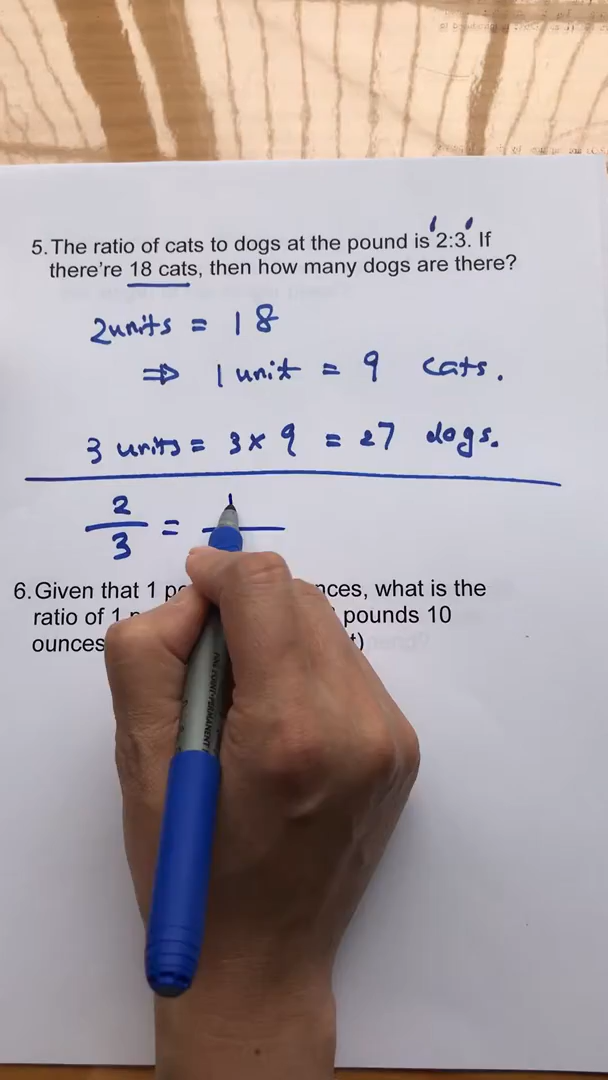 5. The ratio of cats to dogs at the pound is 2:3. If
there're 18 cats, then how many dogs are there?
2units = 18
⇒ 1 unit = 9 cats.
3 units = 3 x 9 = 27 dogs.
2/3 =
6. Given that 1 nces, what is the
ratio of 1 pounds 10
ounces t)